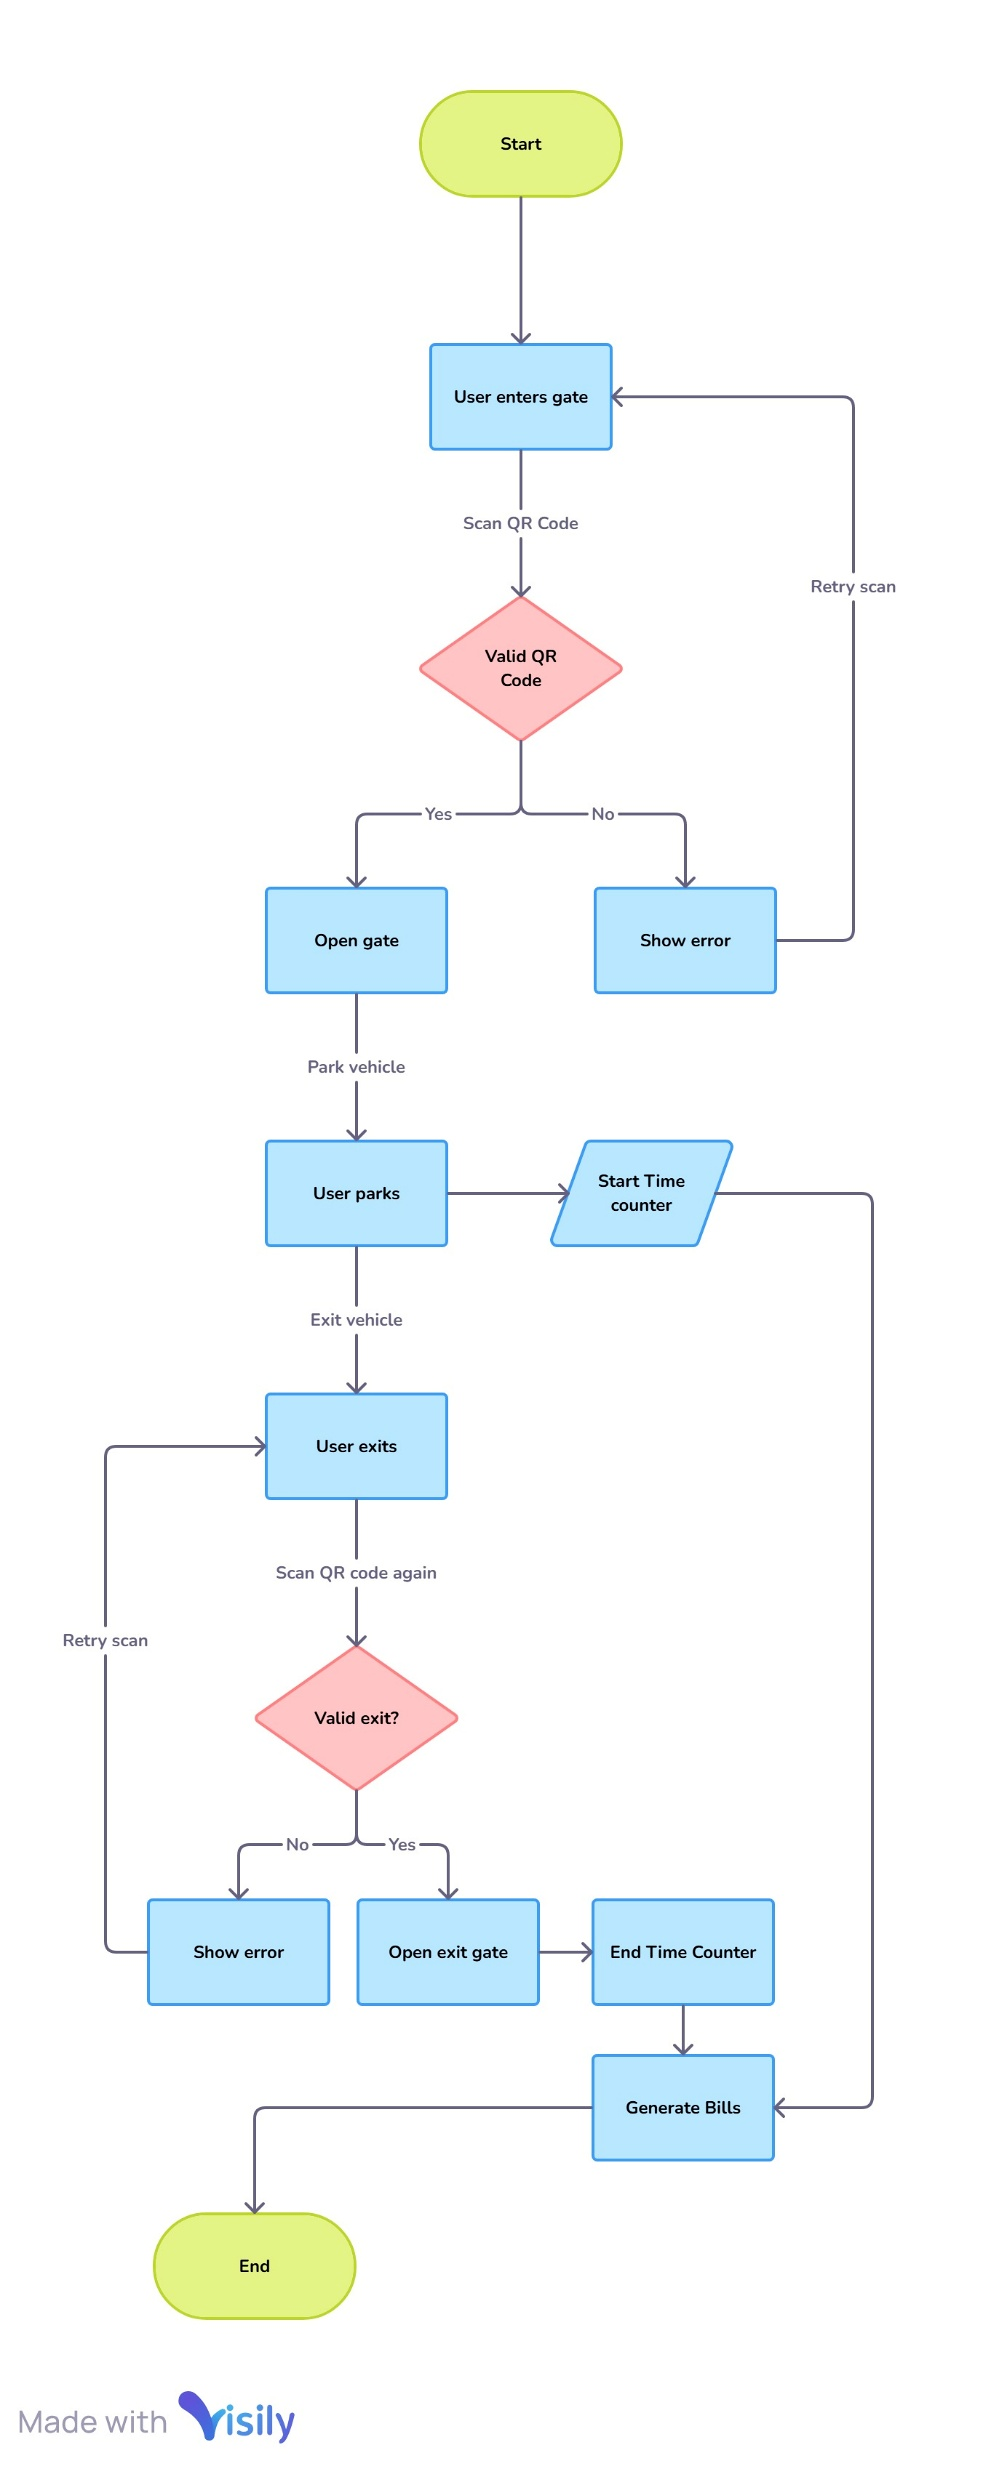 Start
User enters gate
Scan QR Code
Retry scan
Valid QR
Code
Yes
No
Open gate
Show error
Park vehicle
User parks
Start Time
counter
Exit vehicle
User exits
Scan QR code again
Retry scan
Valid exit?
No
Yes
Show error
Open exit gate
End Time Counter
Generate Bills
End
Made with Visily